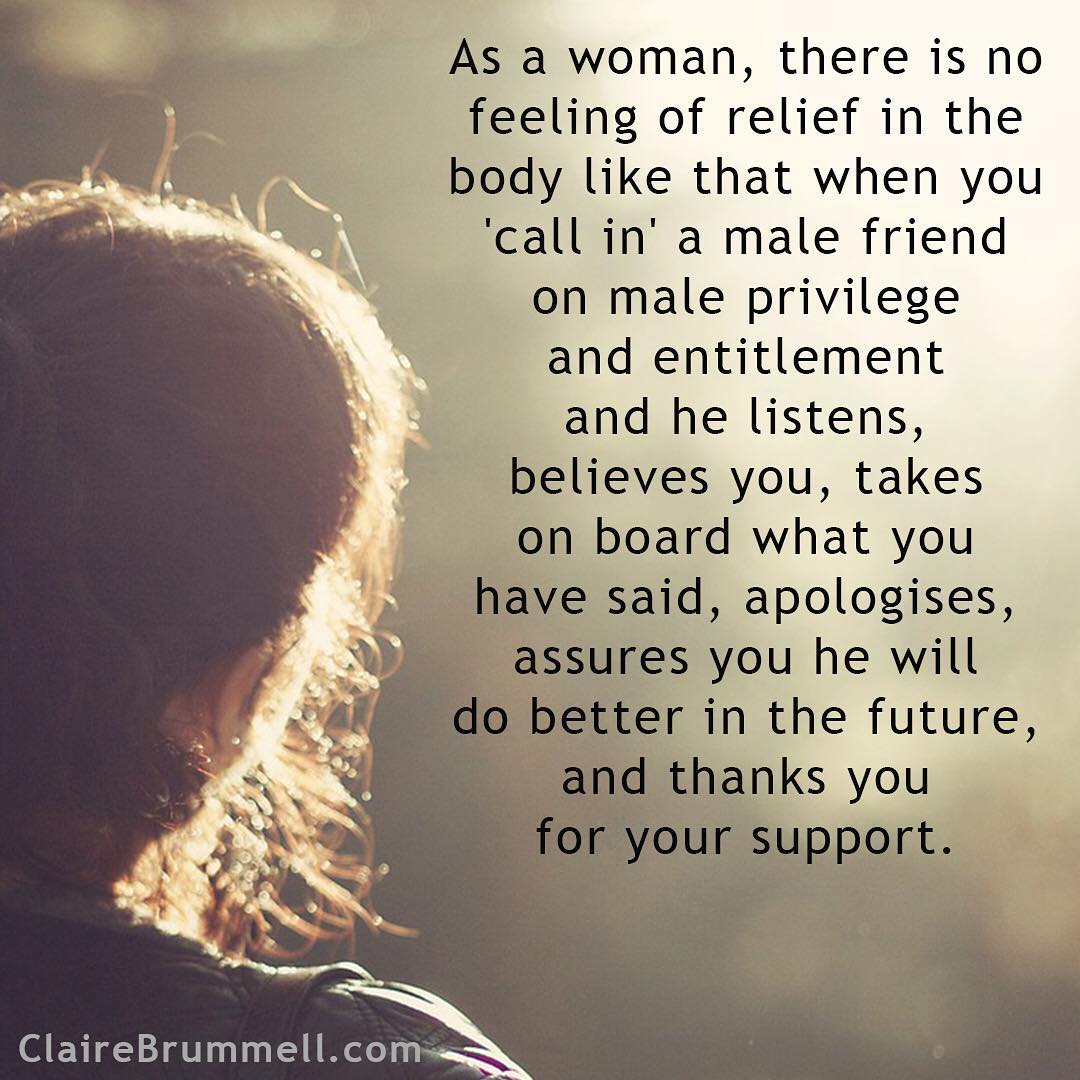 As a woman, there is no
feeling of relief in the
body like that when you
'call in' a male friend
on male privilege
and entitlement
and he listens,
believes you, takes
on board what you
have said, apologises,
assures you he will
do better in the future,
and thanks you
for your support.
ClaireBrummell.com